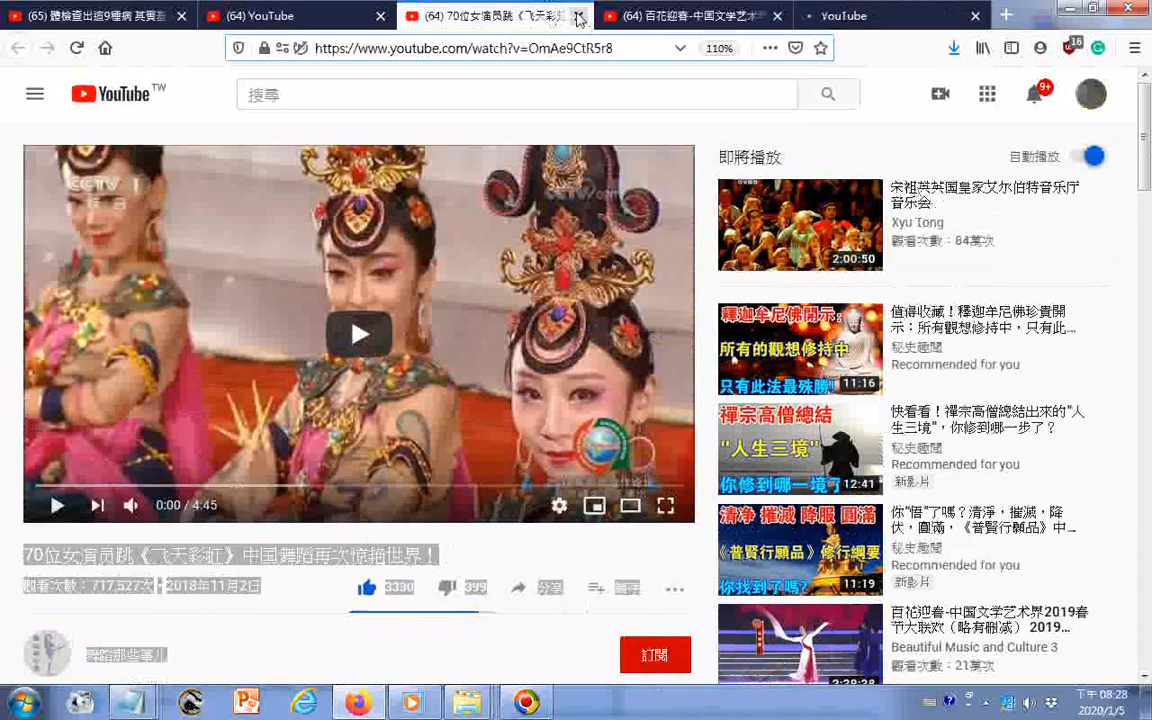 (65) 體檢查出這9種病 其實
(64) YouTube
(64) 70位女演员跳《飞天彩虹
(64) 百花迎春-中国文学艺术
YouTube
https://www.youtube.com/watch?v=OmAe9CtR5r8
110%
16
YouTube TW
搜尋
9+
CCTV 1
综合
cctv.com
0:00 / 4:45
70位女演员跳《飞天彩虹》中国舞蹈再次惊艳世界！
觀看次數：717,527次 • 2018年11月2日
3390
399
分享
儲存
舞蹈那些事儿
訂閱
即將播放
自動播放
2:00:50
宋祖英英国皇家艾尔伯特音乐厅
音乐会
Xyu Tong
觀看次數：84萬次
釋迦牟尼佛開示
所有的觀想修持中
只有此法最殊勝！
11:16
值得收藏！釋迦牟尼佛珍貴開
示：所有觀想修持中，只有此...
秘史趣聞
Recommended for you
禪宗高僧總結
"人生三境"
你修到哪一境了
12:41
快看看！禪宗高僧總結出來的"人
生三境"，你修到哪一步了？
秘史趣聞
Recommended for you
新影片
清淨 摧滅 降服 圓滿
《普賢行願品》修行綱要
你找到了嗎?
11:19
你"悟"了嗎？清淨，摧滅，降
伏，圓滿，《普賢行願品》中...
秘史趣聞
Recommended for you
新影片
2:38:38
百花迎春-中国文学艺术界2019春
节大联欢（略有删减） 2019...
Beautiful Music and Culture 3
觀看次數：21萬次
下午 08:28
2020/1/5